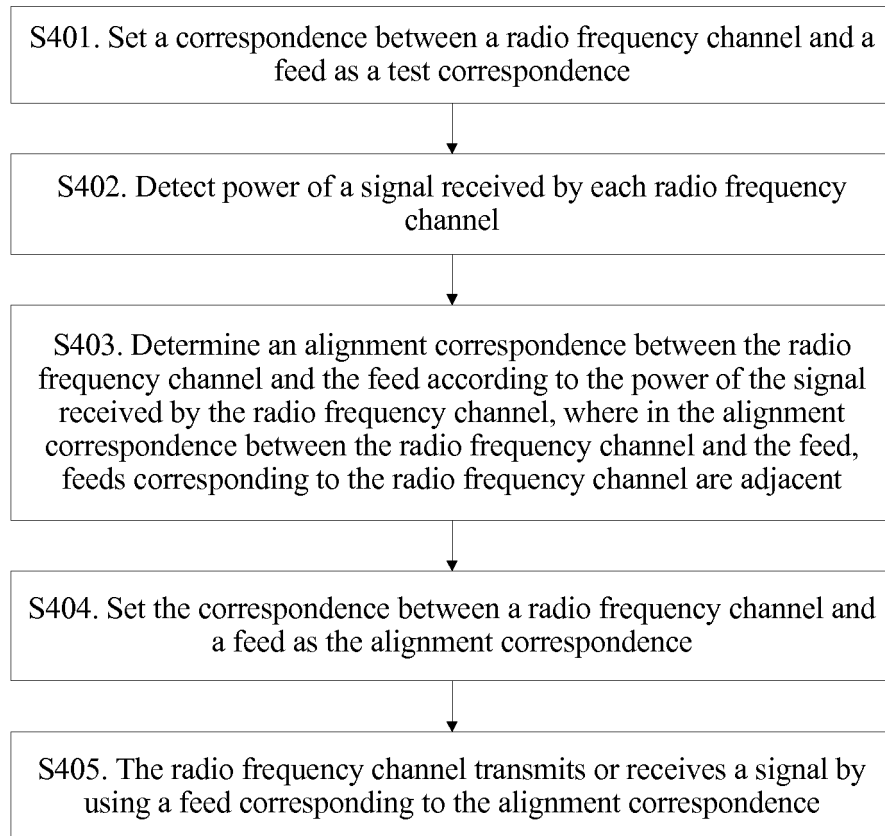 S401. Set a correspondence between a radio frequency channel and a
feed as a test correspondence
S402. Detect power of a signal received by each radio frequency
channel
S403. Determine an alignment correspondence between the radio
frequency channel and the feed according to the power of the signal
received by the radio frequency channel, where in the alignment
correspondence between the radio frequency channel and the feed,
feeds corresponding to the radio frequency channel are adjacent
S404. Set the correspondence between a radio frequency channel and
a feed as the alignment correspondence
S405. The radio frequency channel transmits or receives a signal by
using a feed corresponding to the alignment correspondence